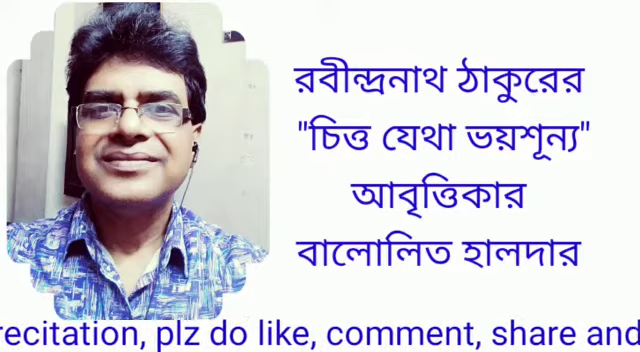 রবীন্দ্রনাথ ঠাকুরের
"চিত্ত যেথা ভয়শূন্য"
আবৃত্তিকার
বালোলিত হালদার
recitation, plz do like, comment, share and